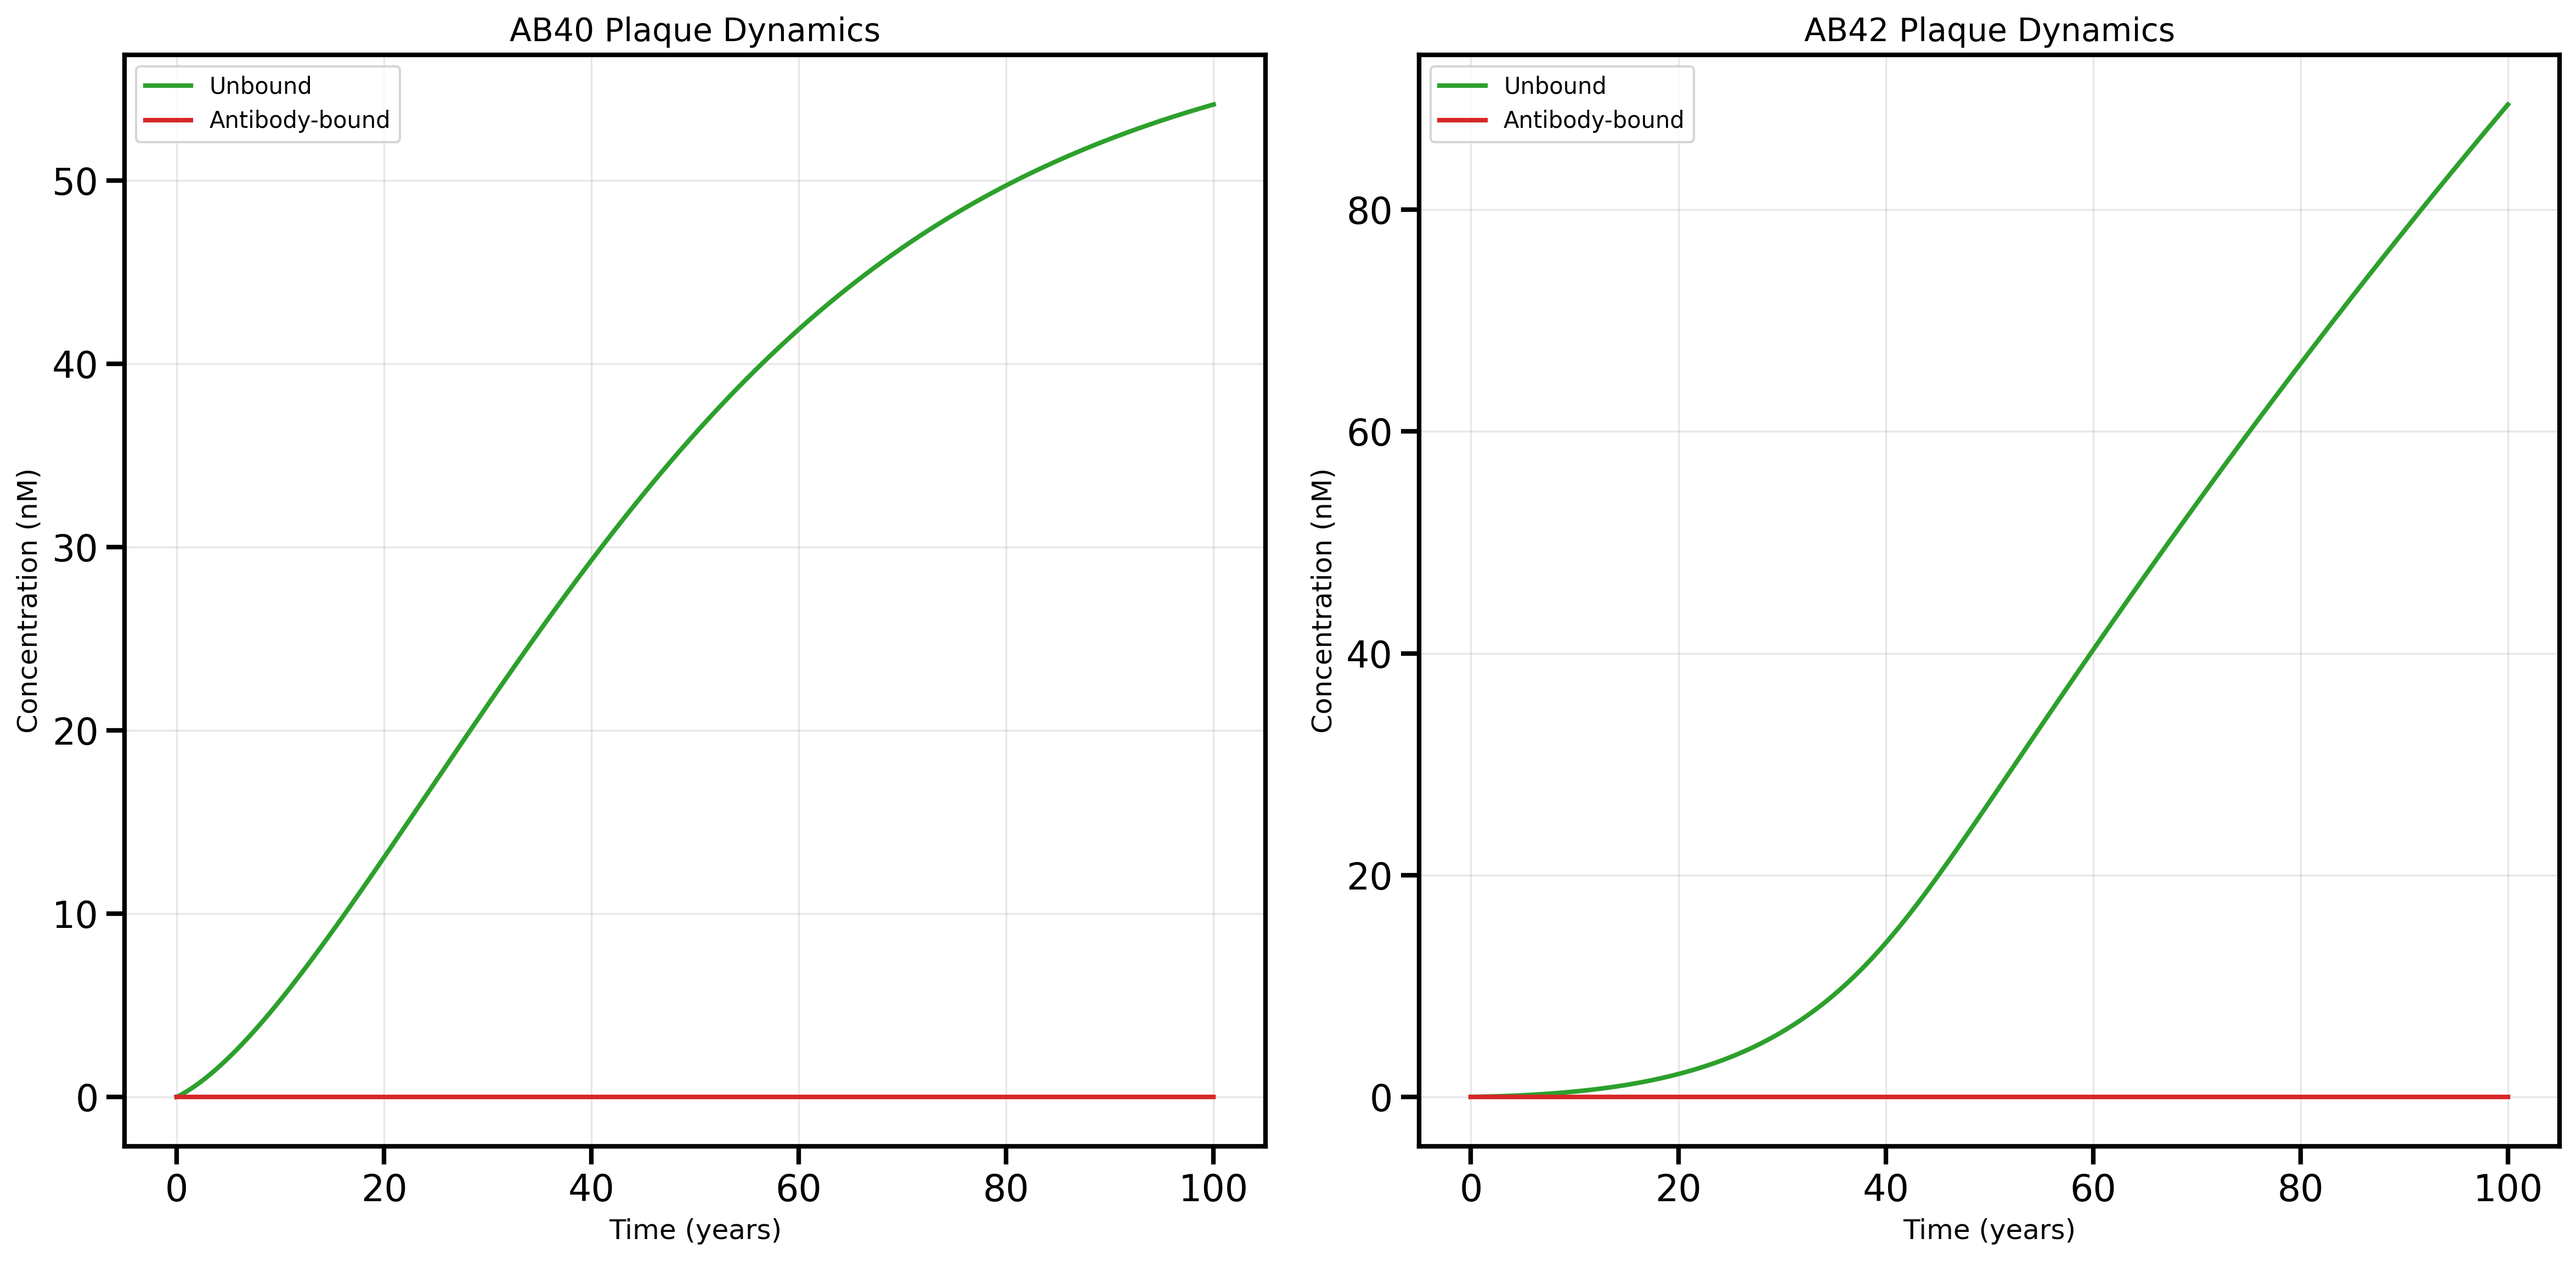 AB40 Plaque Dynamics
Unbound
Antibody-bound
50
40
30
20
10
0
Concentration (nM)
0 20 40 60 80 100
Time (years)
AB42 Plaque Dynamics
Unbound
Antibody-bound
80
60
40
20
0
Concentration (nM)
0 20 40 60 80 100
Time (years)